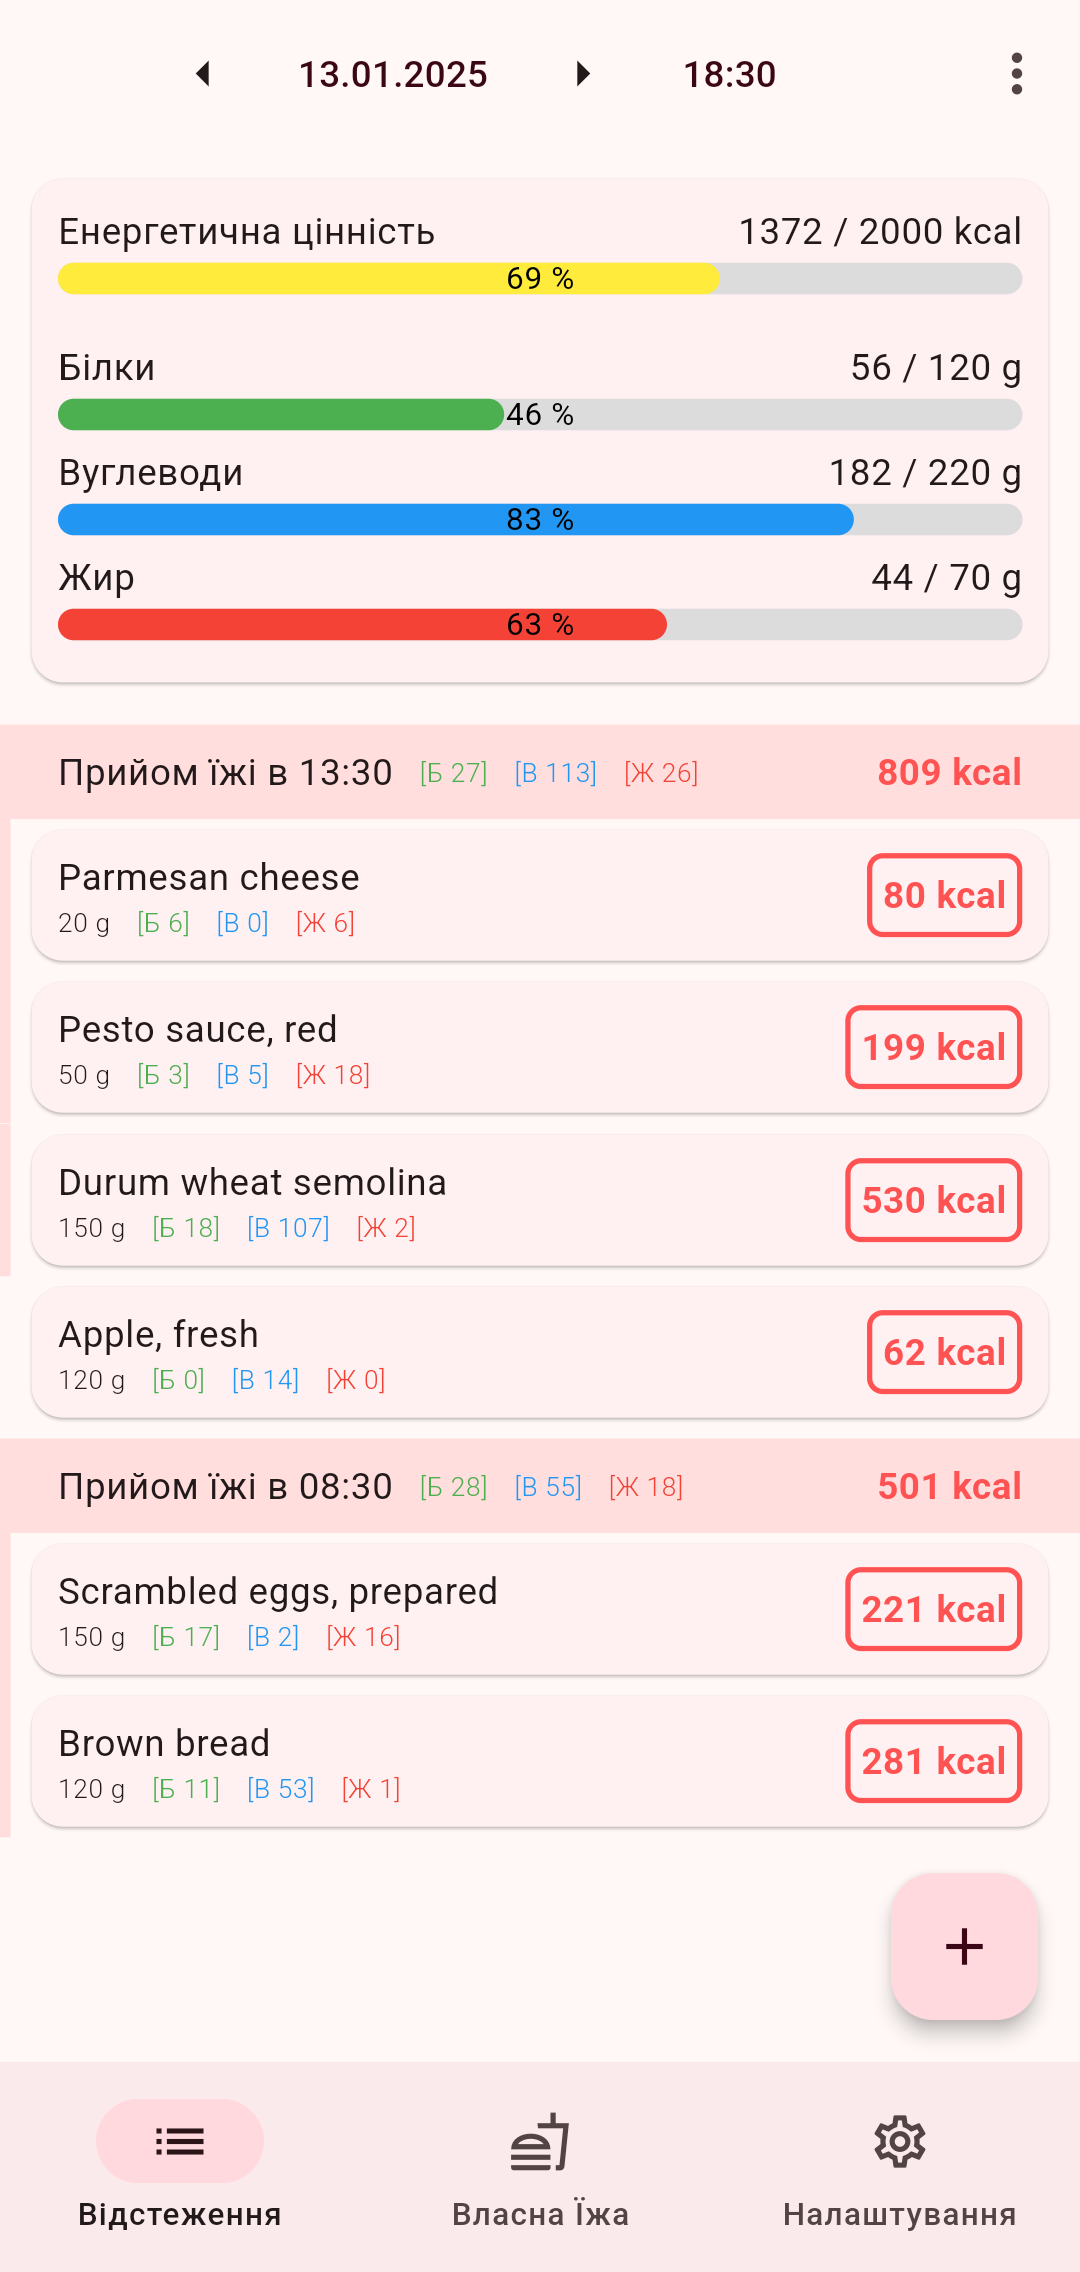 13.01.2025 18:30
Енергетична цінність 1372 / 2000 kcal
69 %
Білки 56 / 120 g
46 %
Вуглеводи 182 / 220 g
83 %
Жир 44 / 70 g
63 %
Прийом їжі в 13:30 [Б 27] [В 113] [Ж 26] 809 kcal
Parmesan cheese
20 g [Б 6] [В 0] [Ж 6]
80 kcal
Pesto sauce, red
50 g [Б 3] [В 5] [Ж 18]
199 kcal
Durum wheat semolina
150 g [Б 18] [В 107] [Ж 2]
530 kcal
Apple, fresh
120 g [Б 0] [В 14] [Ж 0]
62 kcal
Прийом їжі в 08:30 [Б 28] [В 55] [Ж 18] 501 kcal
Scrambled eggs, prepared
150 g [Б 17] [В 2] [Ж 16]
221 kcal
Brown bread
120 g [Б 11] [В 53] [Ж 1]
281 kcal
Відстеження Власна Їжа Налаштування